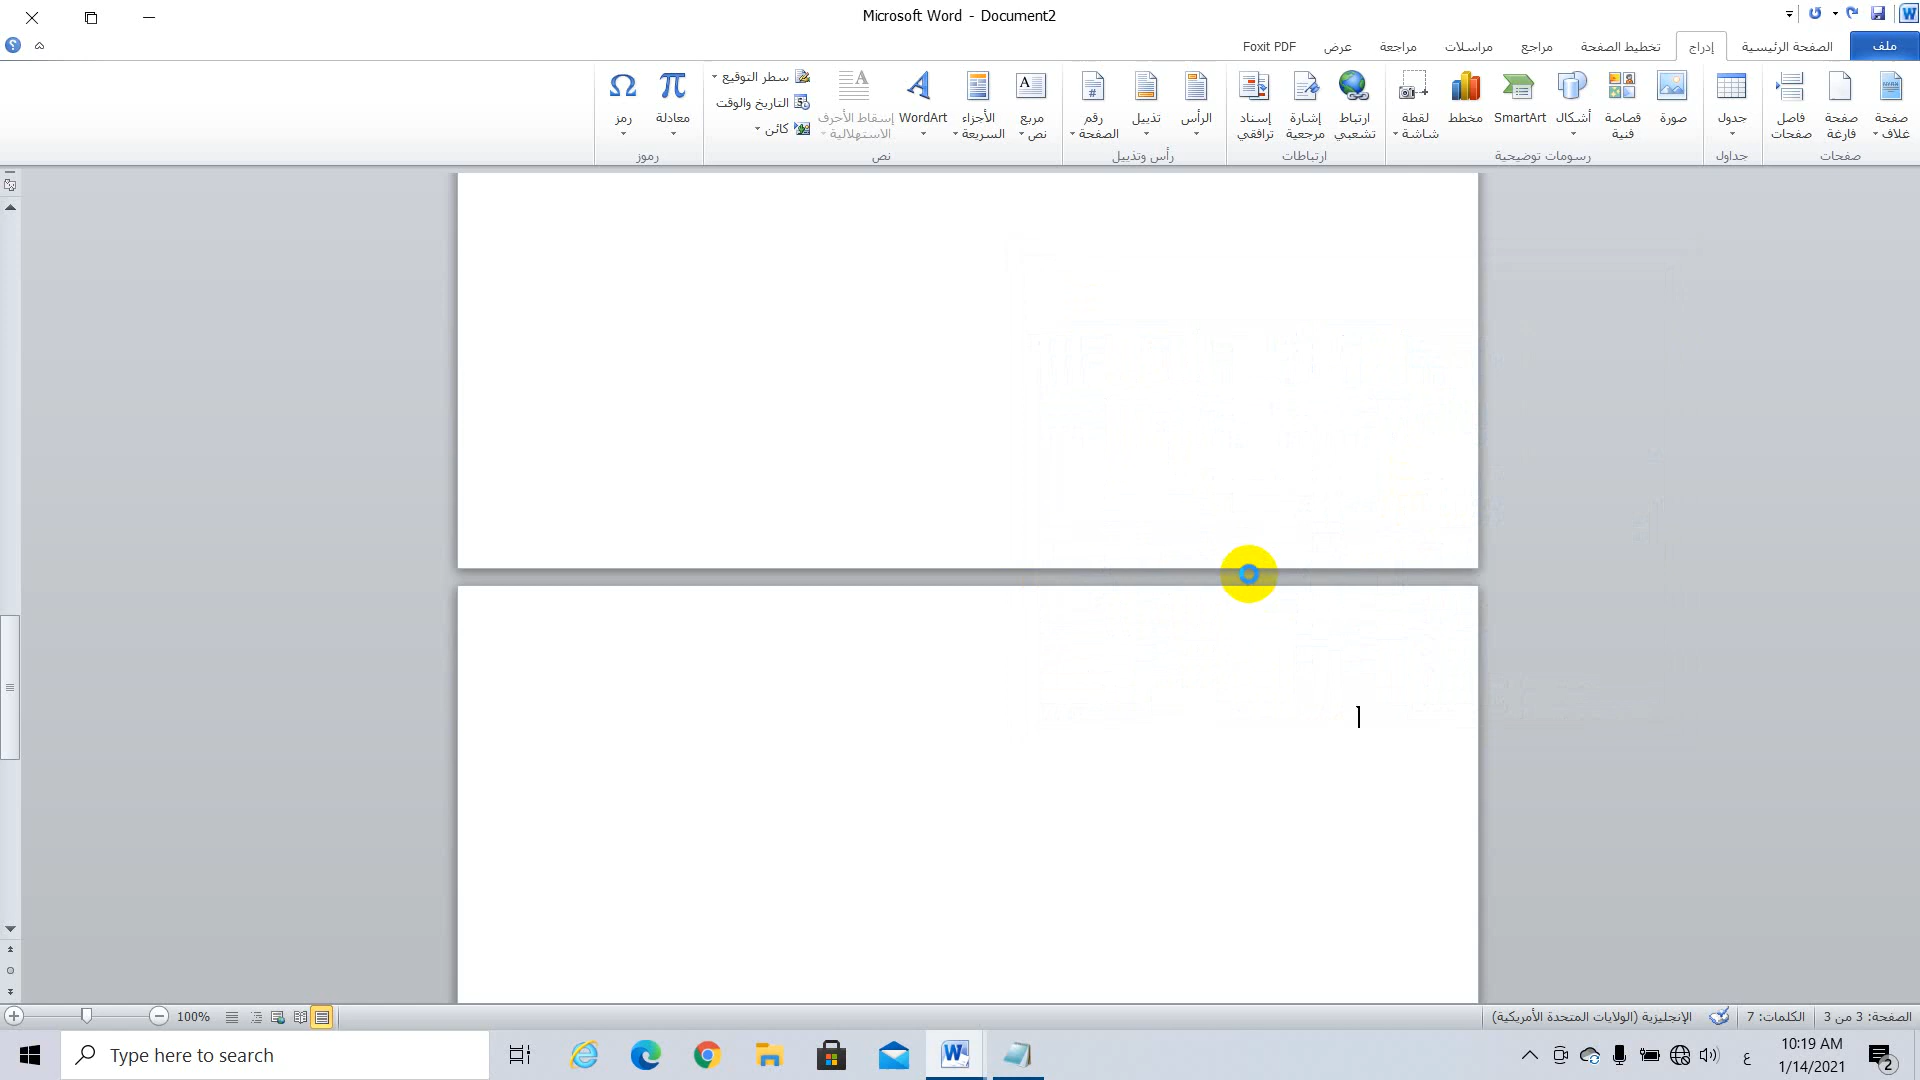 Microsoft Word - Document2
ملف
الصفحة الرئيسية
إدراج
تخطيط الصفحة
مراجع
مراسلات
مراجعة
عرض
Foxit PDF
صفحة غلاف
صفحة فارغة
فاصل صفحات
جدول
صورة
قصاصة فنية
أشكال
SmartArt
مخطط
لقطة شاشة
ارتباط تشعبي
إشارة مرجعية
إسناد ترافقي
الرأس
تذييل
رقم الصفحة
مربع نص
الأجزاء السريعة
WordArt
إسقاط الأحرف الاستهلالية
سطر التوقيع
التاريخ والوقت
كائن
معادلة
رمز
صفحات
جداول
رسومات توضيحية
ارتباطات
رأس وتذييل
نص
رموز
الصفحة: 3 من 3
الكلمات: 7
الإنجليزية (الولايات المتحدة الأمريكية)
100%
Type here to search
ع
10:19 AM
1/14/2021
2